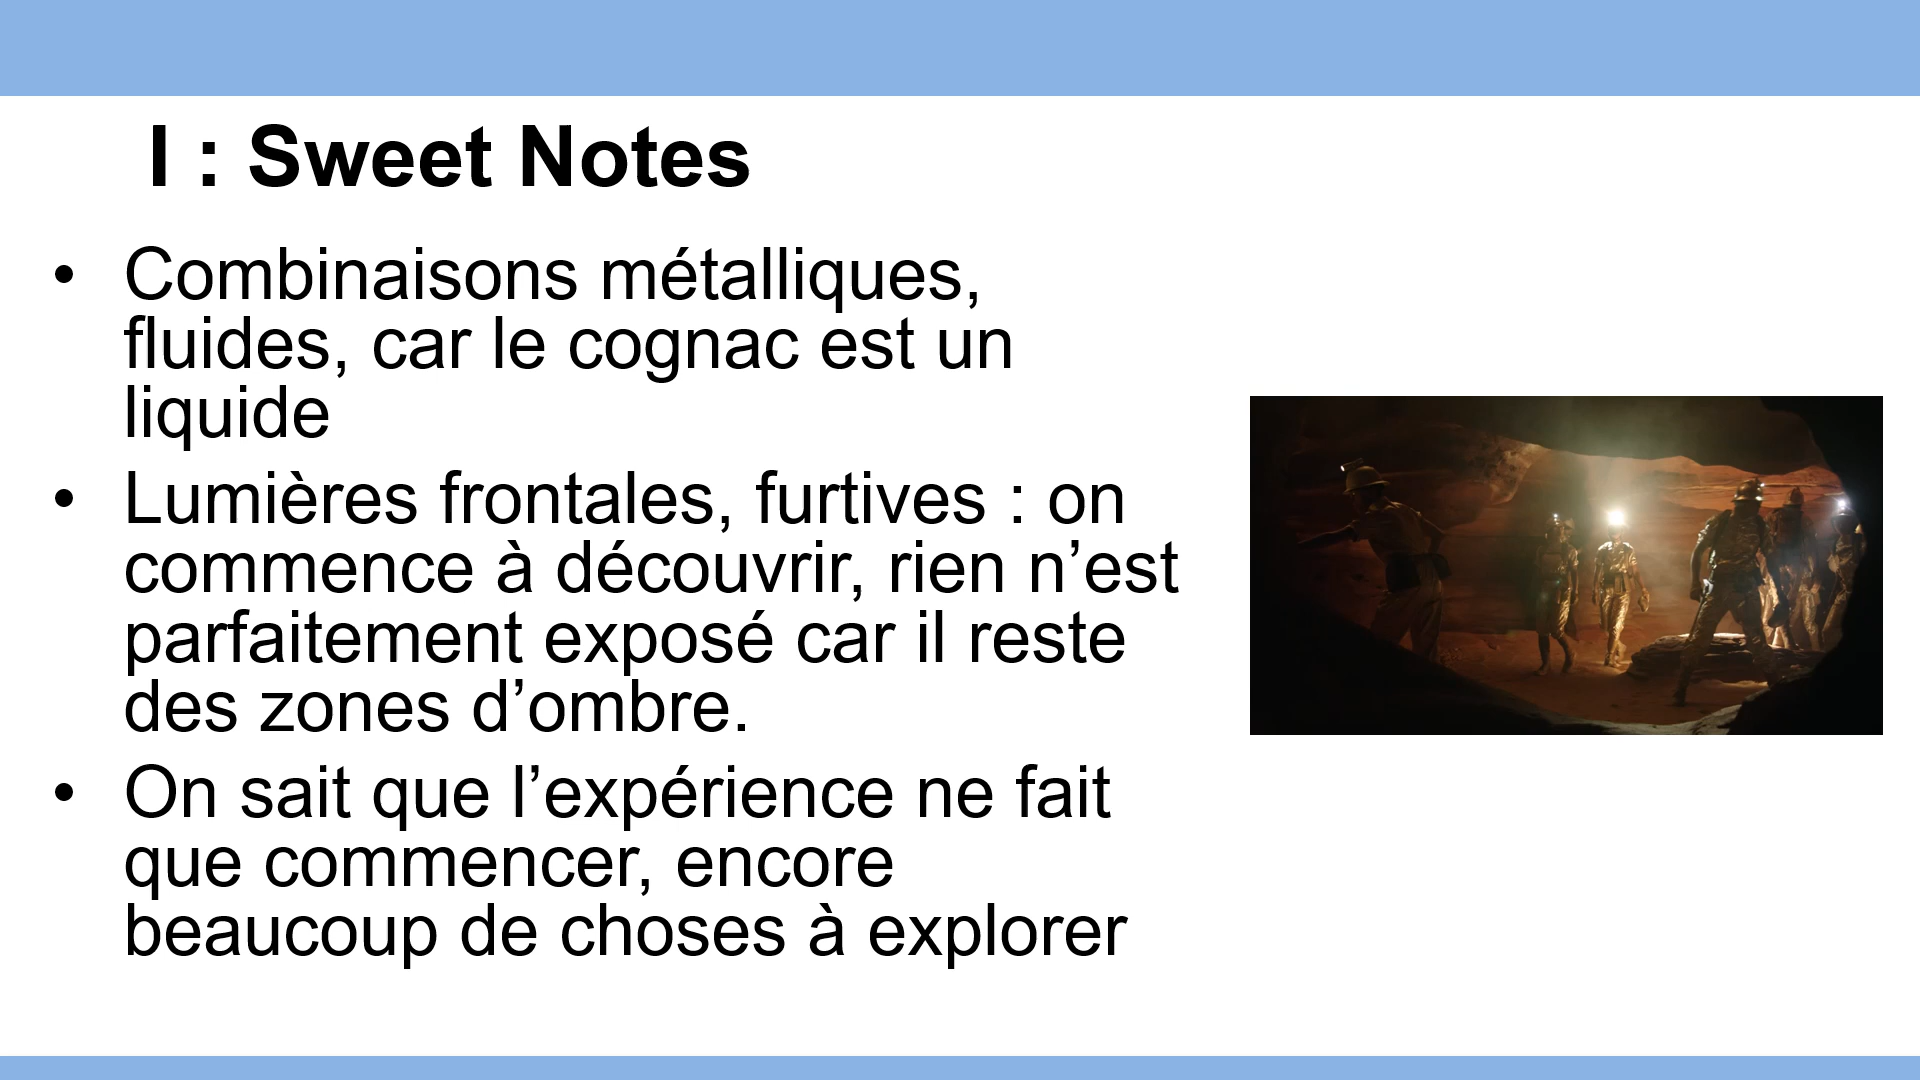 I : Sweet Notes
• Combinaisons métalliques,
fluides, car le cognac est un
liquide
• Lumières frontales, furtives : on
commence à découvrir, rien n’est
parfaitement exposé car il reste
des zones d’ombre.
• On sait que l’expérience ne fait
que commencer, encore
beaucoup de choses à explorer